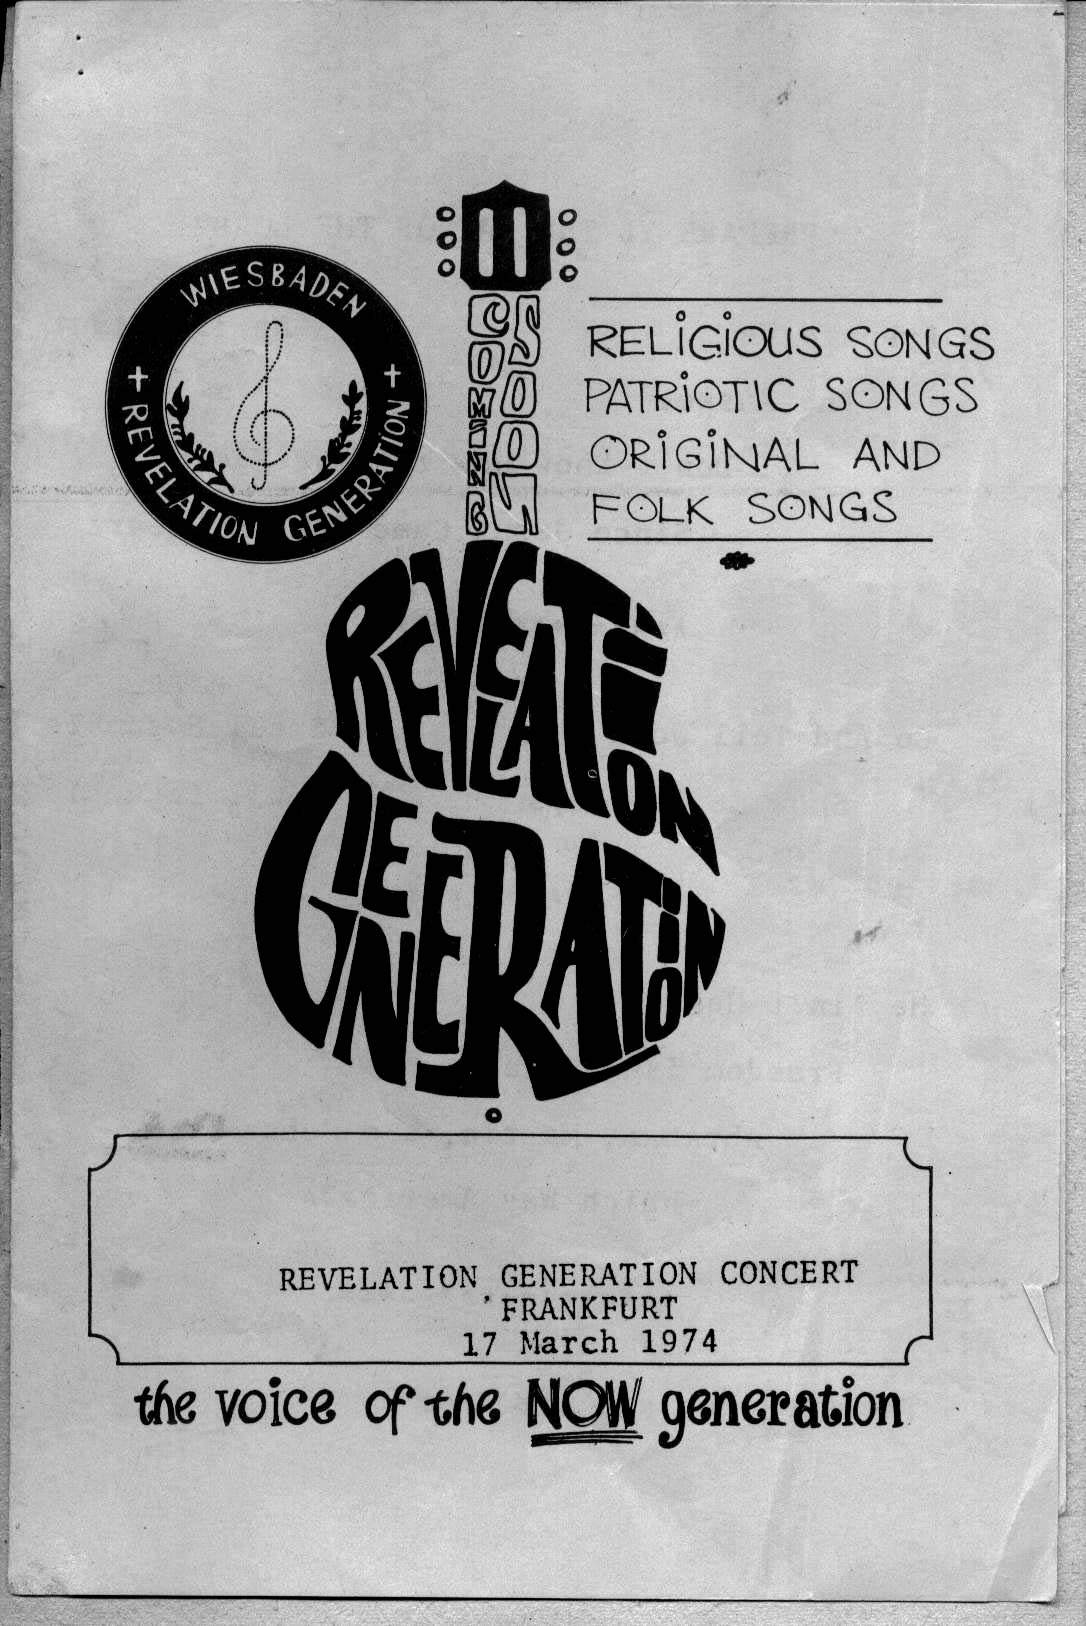 WIESBADEN
+ REVELATION GENERATION +
COMING
SOON
RELiGiOUS SONGS
PATRiOTIC SONGS
ORiGiNAL AND
FOLK SONGS
REVELATiON
GENERATiON
REVELATION GENERATION CONCERT
FRANKFURT
17 March 1974
the voice of the NOW generation